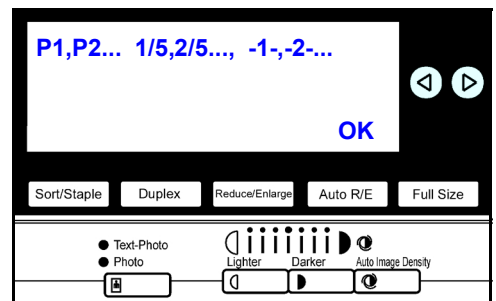 P1,P2... 1/5,2/5..., -1-,-2-...
OK
Sort/Staple Duplex Reduce/Enlarge Auto R/E Full Size
Text-Photo
Photo
Lighter Darker Auto Image Density